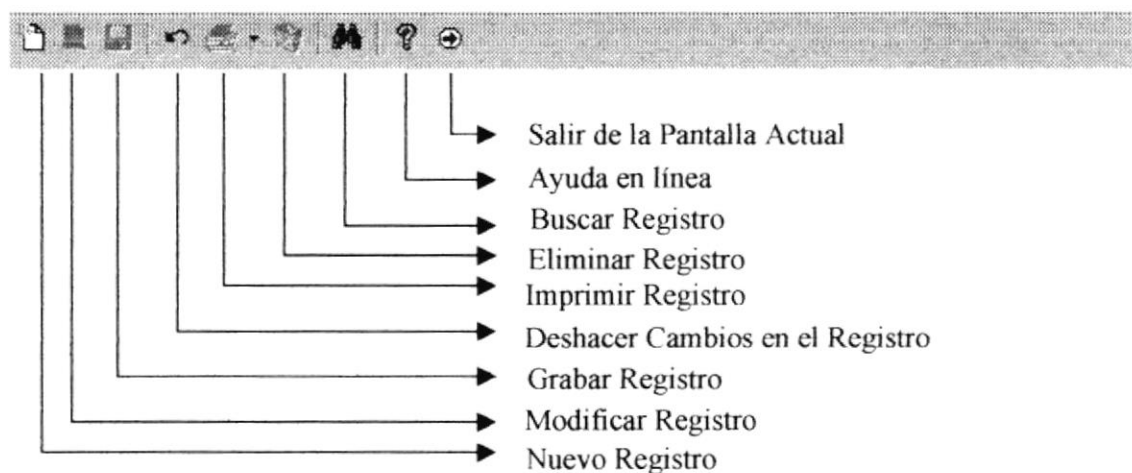 Salir de la Pantalla Actual
Ayuda en línea
Buscar Registro
Eliminar Registro
Imprimir Registro
Deshacer Cambios en el Registro
Grabar Registro
Modificar Registro
Nuevo Registro